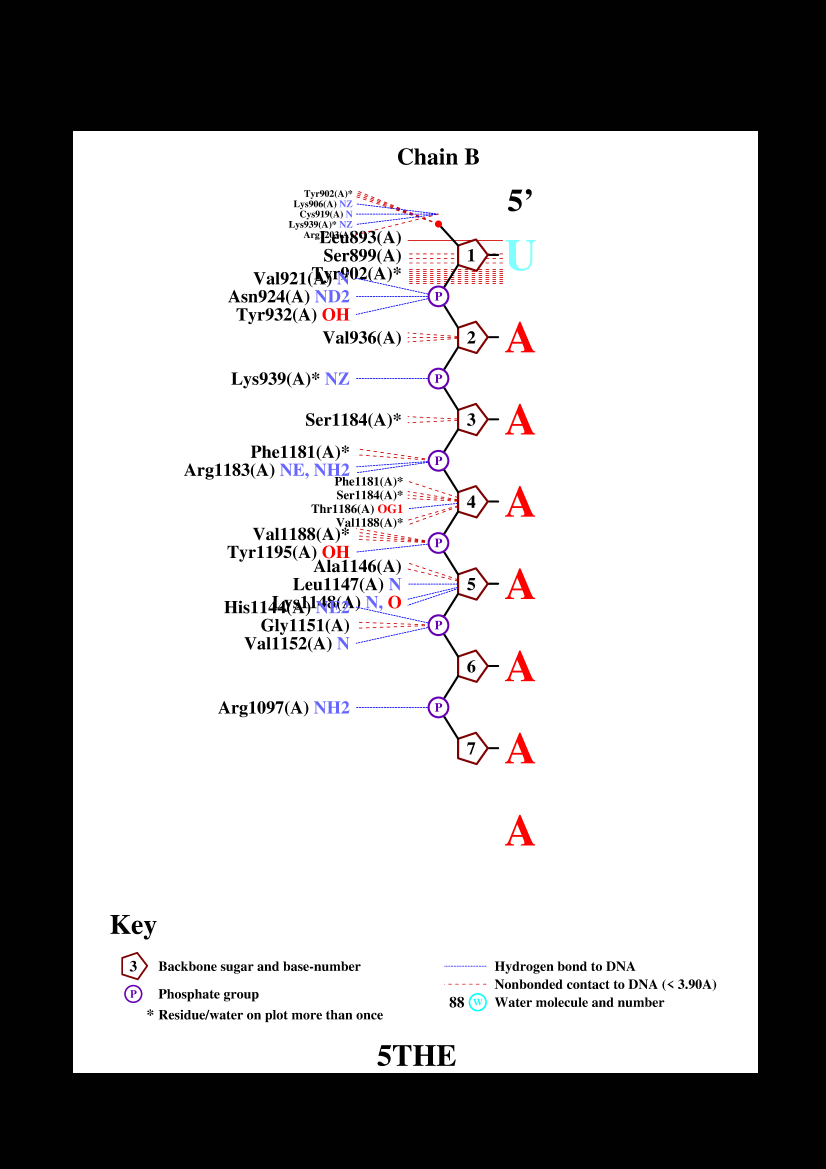 Chain B
5’
Tyr902(A)*
Lys906(A) NZ
Cys919(A) N
Lys939(A)* NZ
Leu893(A)
Ser899(A)
1 U
Tyr902(A)*
Val921(A) N
Asn924(A) ND2
P
Tyr932(A) OH
Val936(A)
2 A
Lys939(A)* NZ
P
Ser1184(A)*
3 A
Phe1181(A)*
P
Arg1183(A) NE, NH2
Phe1181(A)*
Ser1184(A)*
4 A
Thr1186(A) OG1
Val1188(A)*
Val1188(A)*
P
Tyr1195(A) OH
Ala1146(A)
Leu1147(A) N
5 A
Lys1148(A) N, O
His1144(A) NE2
Gly1151(A)
P
Val1152(A) N
6 A
Arg1097(A) NH2
P
7 A
A
Key
3 Backbone sugar and base-number
P Phosphate group
* Residue/water on plot more than once
Hydrogen bond to DNA
Nonbonded contact to DNA (< 3.90A)
88 W Water molecule and number
5THE